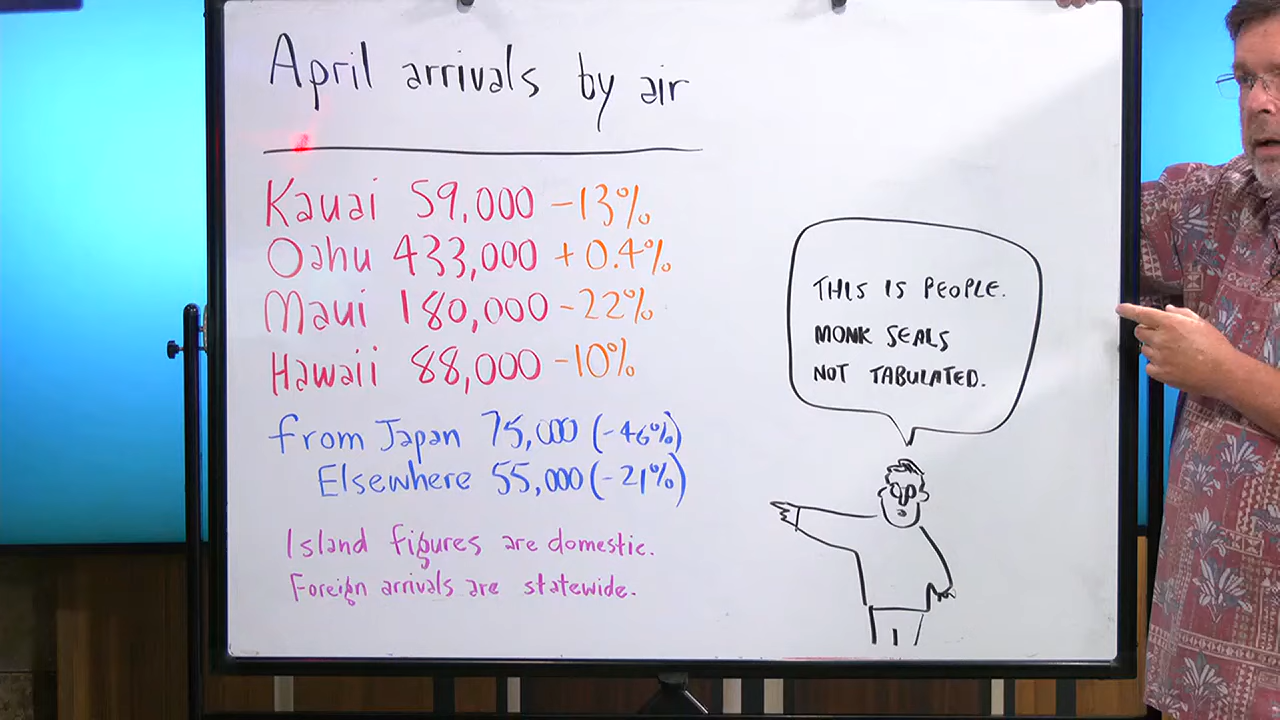 April arrivals by air
Kauai 59,000 -13%
Oahu 433,000 +0.4%
Maui 180,000 -22%
Hawaii 88,000 -10%
from Japan 75,000 (-46%)
Elsewhere 55,000 (-21%)
Island figures are domestic.
Foreign arrivals are statewide.
THIS IS PEOPLE.
MONK SEALS
NOT TABULATED.